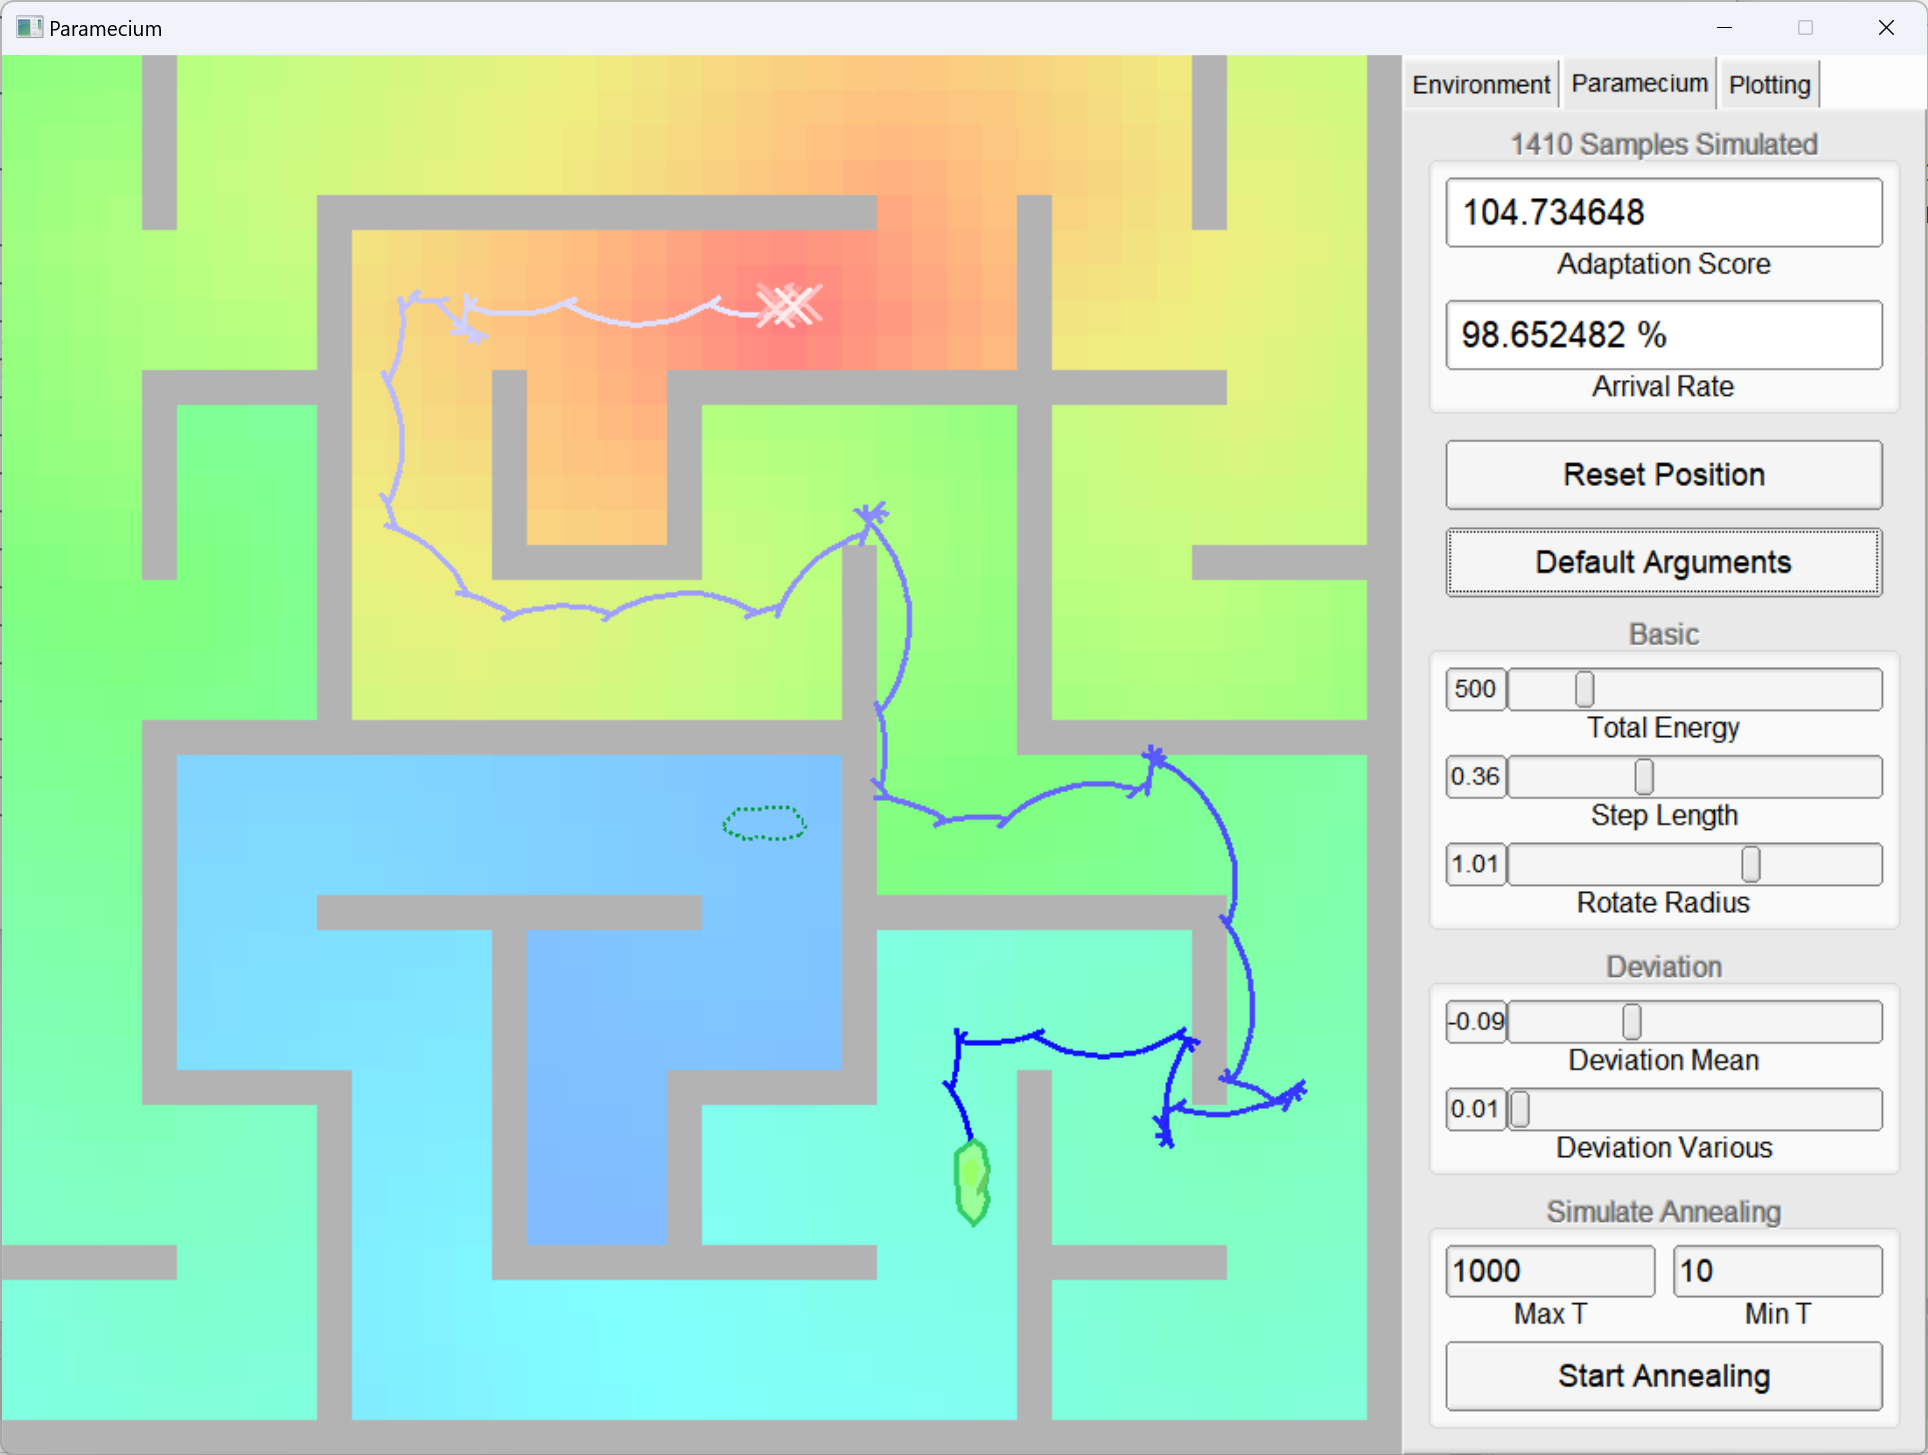 Paramecium
Environment Paramecium Plotting
1410 Samples Simulated
104.734648
Adaptation Score
98.652482 %
Arrival Rate
Reset Position
Default Arguments
Basic
500
Total Energy
0.36
Step Length
1.01
Rotate Radius
Deviation
-0.09
Deviation Mean
0.01
Deviation Various
Simulate Annealing
1000 10
Max T Min T
Start Annealing